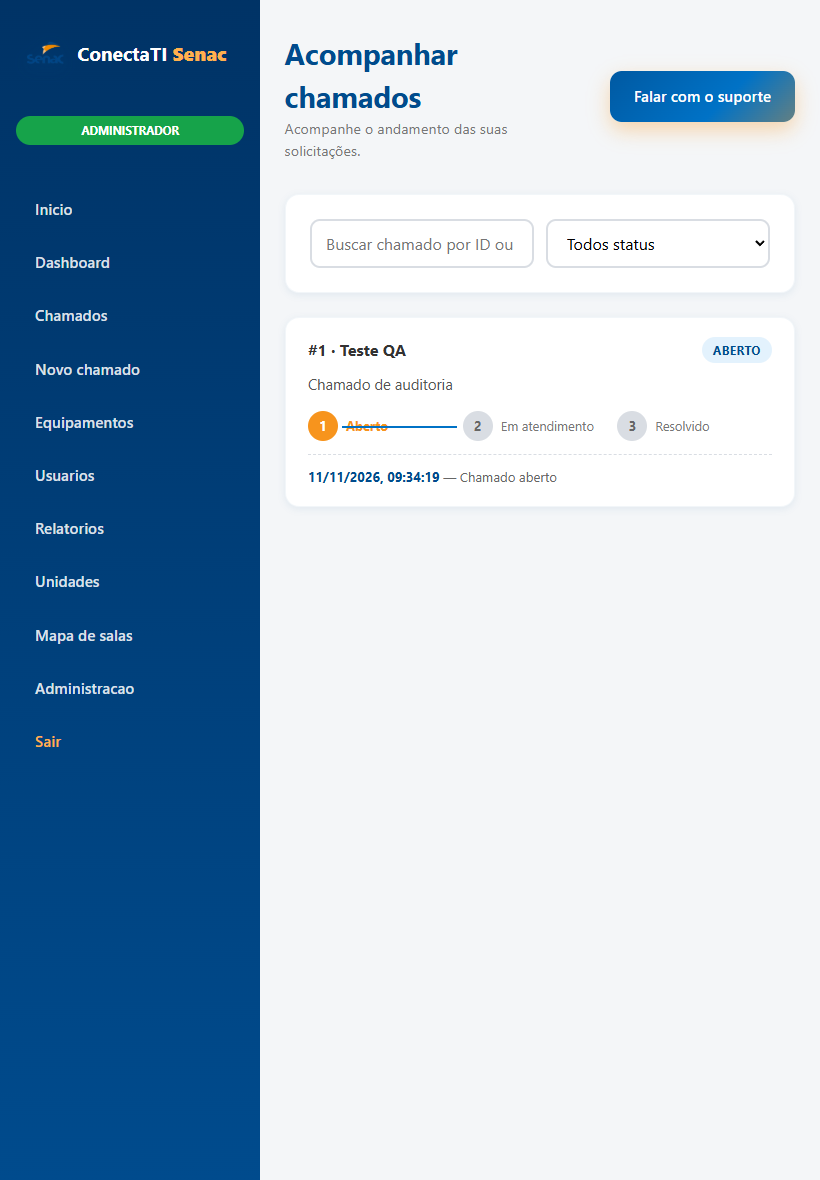 Senac
ConectaTI Senac
ADMINISTRADOR
Inicio
Dashboard
Chamados
Novo chamado
Equipamentos
Usuarios
Relatorios
Unidades
Mapa de salas
Administracao
Sair
Acompanhar
chamados
Acompanhe o andamento das suas
solicitações.
Falar com o suporte
Buscar chamado por ID ou
Todos status
#1 · Teste QA
ABERTO
Chamado de auditoria
1 Aberto 2 Em atendimento 3 Resolvido
11/11/2026, 09:34:19 — Chamado aberto